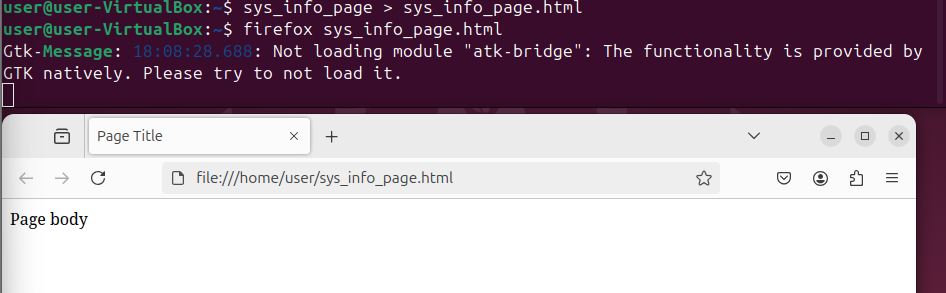 user@user-VirtualBox:~$ sys_info_page > sys_info_page.html
user@user-VirtualBox:~$ firefox sys_info_page.html
Gtk-Message: 18:08:28.688: Not loading module "atk-bridge": The functionality is provided by
GTK natively. Please try to not load it.
Page Title
file:///home/user/sys_info_page.html
Page body